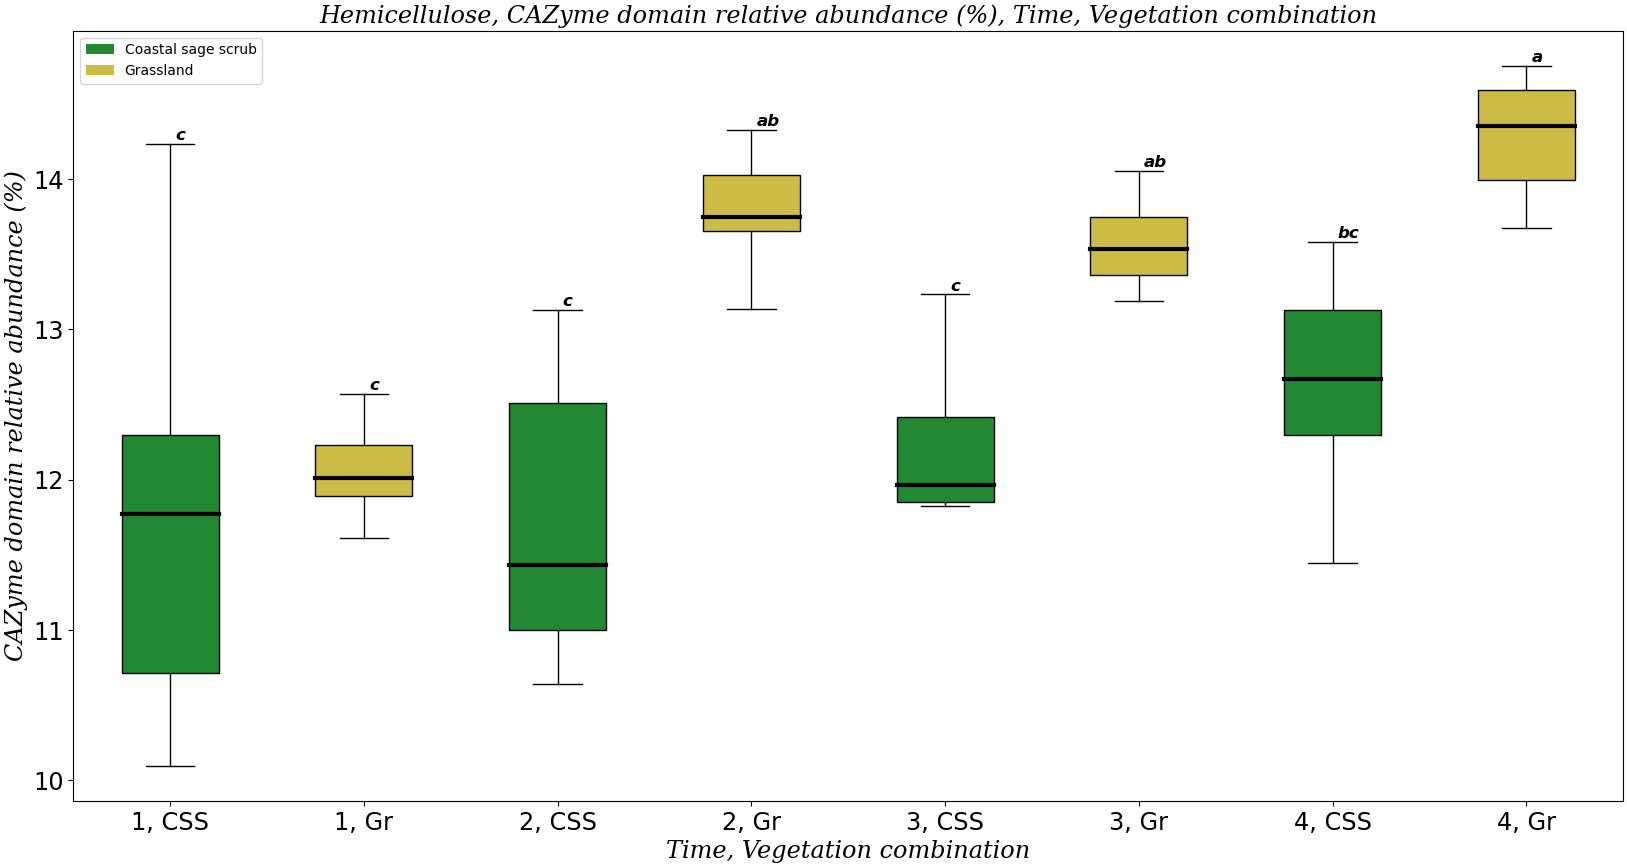 Hemicellulose, CAZyme domain relative abundance (%), Time, Vegetation combination
Coastal sage scrub
Grassland
CAZyme domain relative abundance (%)
14
13
12
11
10
c
c
c
ab
c
ab
bc
a
1, CSS
1, Gr
2, CSS
2, Gr
3, CSS
3, Gr
4, CSS
4, Gr
Time, Vegetation combination